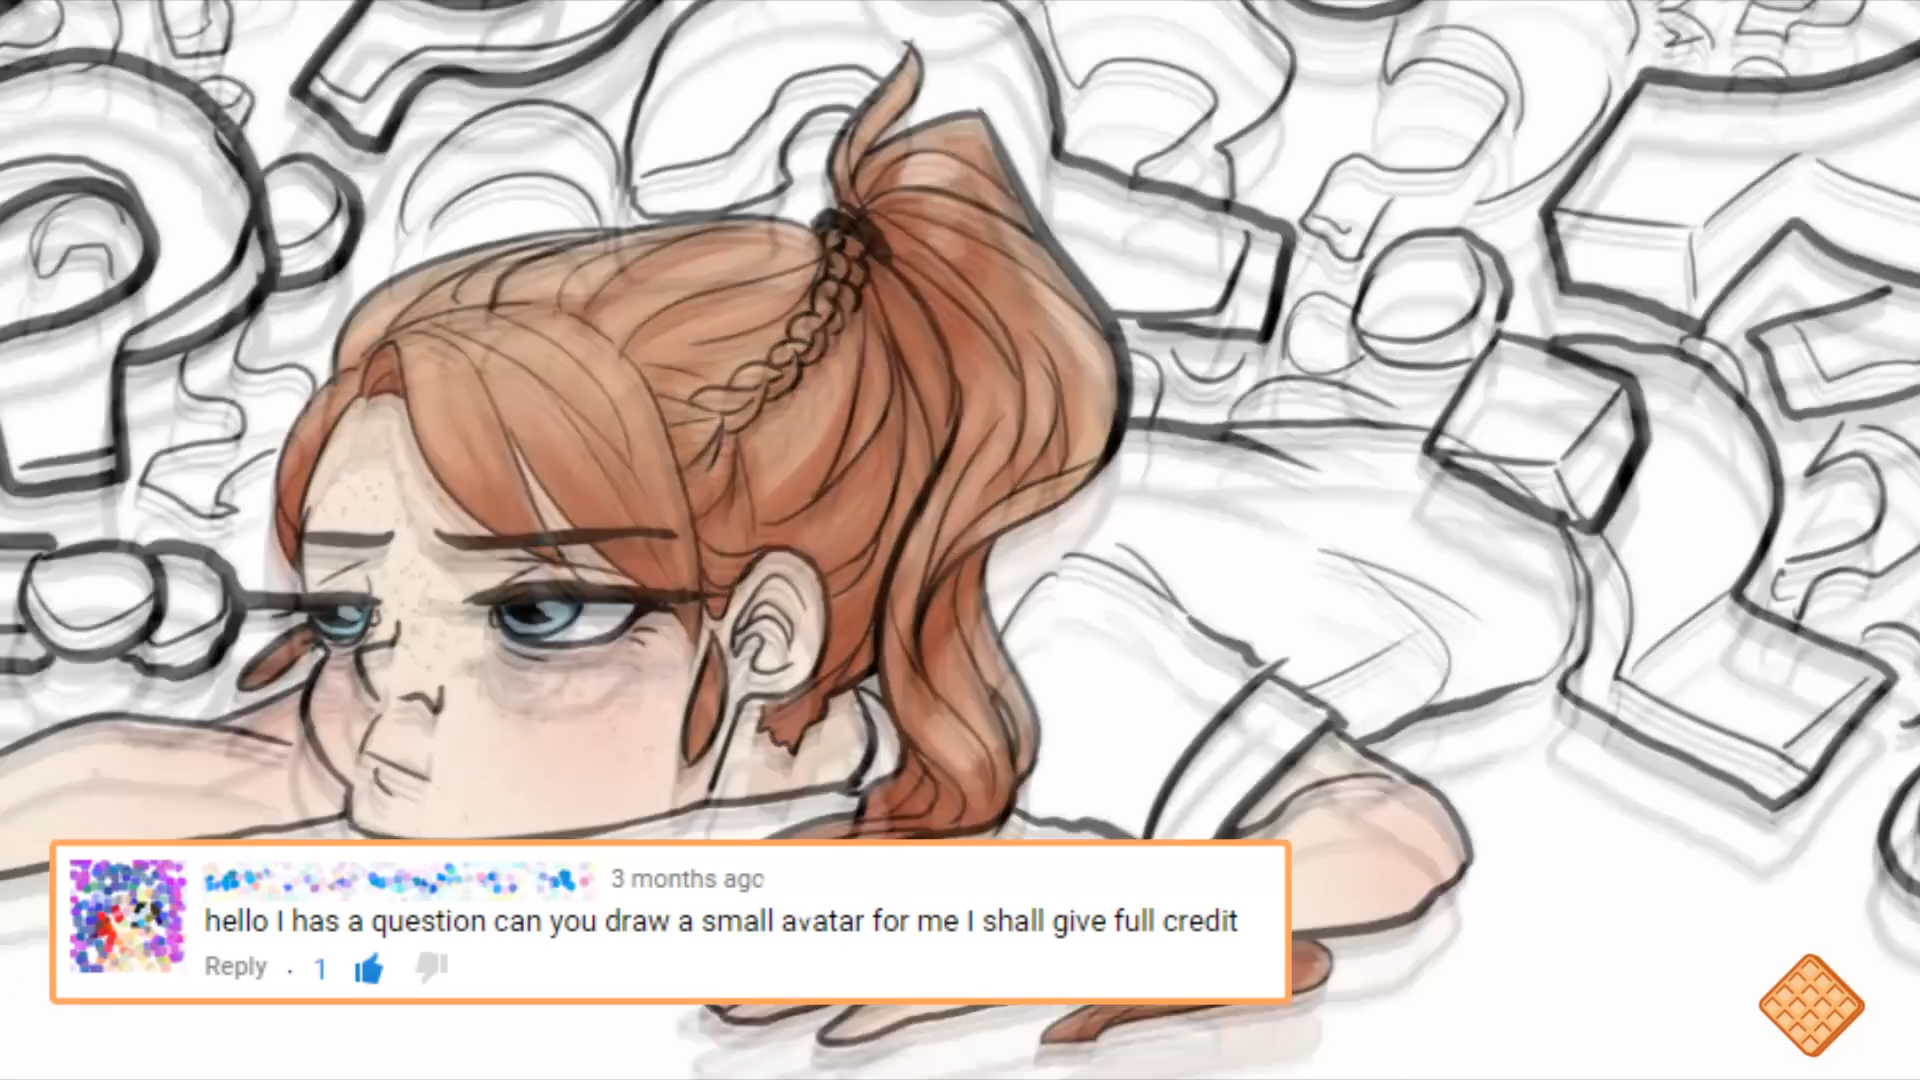 3 months ago
hello I has a question can you draw a small avatar for me I shall give full credit
Reply · 1